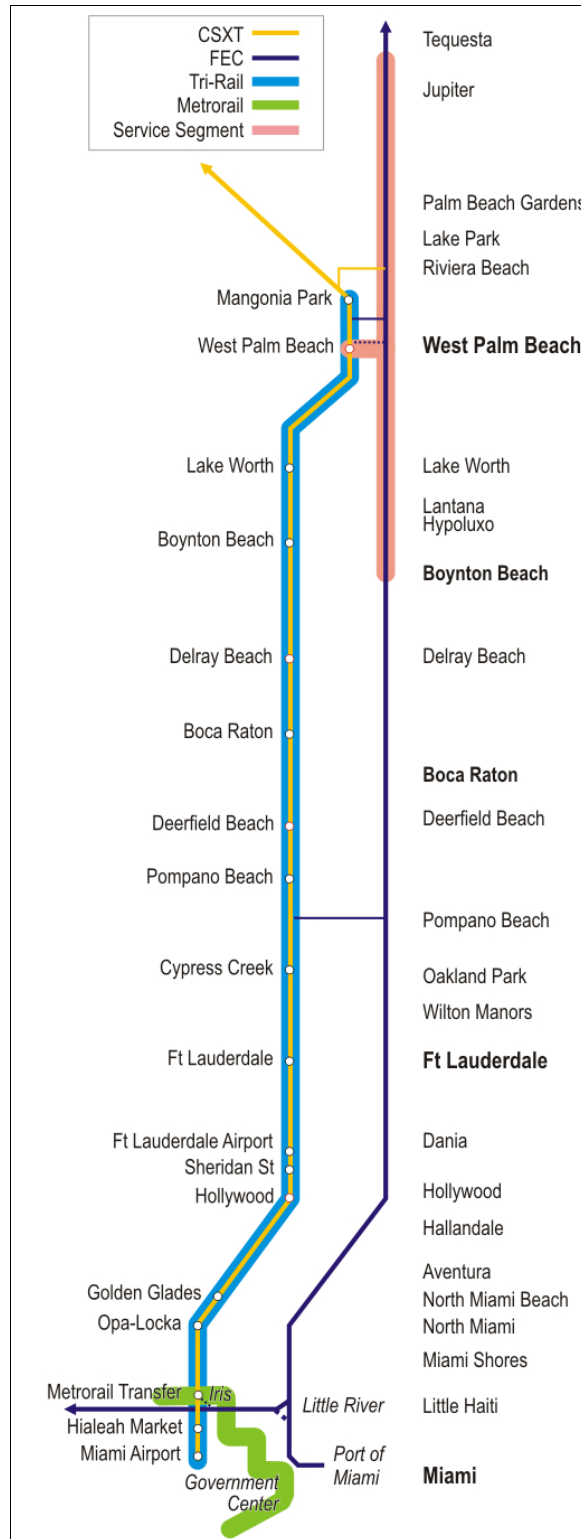 CSXT
FEC
Tri-Rail
Metrorail
Service Segment
Tequesta
Jupiter
Palm Beach Gardens
Lake Park
Riviera Beach
Mangonia Park
West Palm Beach
West Palm Beach
Lake Worth
Lake Worth
Lantana
Hypoluxo
Boynton Beach
Boynton Beach
Delray Beach
Delray Beach
Boca Raton
Boca Raton
Deerfield Beach
Deerfield Beach
Pompano Beach
Pompano Beach
Cypress Creek
Oakland Park
Wilton Manors
Ft Lauderdale
Ft Lauderdale
Ft Lauderdale Airport
Dania
Sheridan St
Hollywood
Hollywood
Hallandale
Aventura
Golden Glades
North Miami Beach
Opa-Locka
North Miami
Miami Shores
Metrorail Transfer
Iris
Little River
Little Haiti
Hialeah Market
Miami Airport
Port of
Miami
Miami
Government
Center